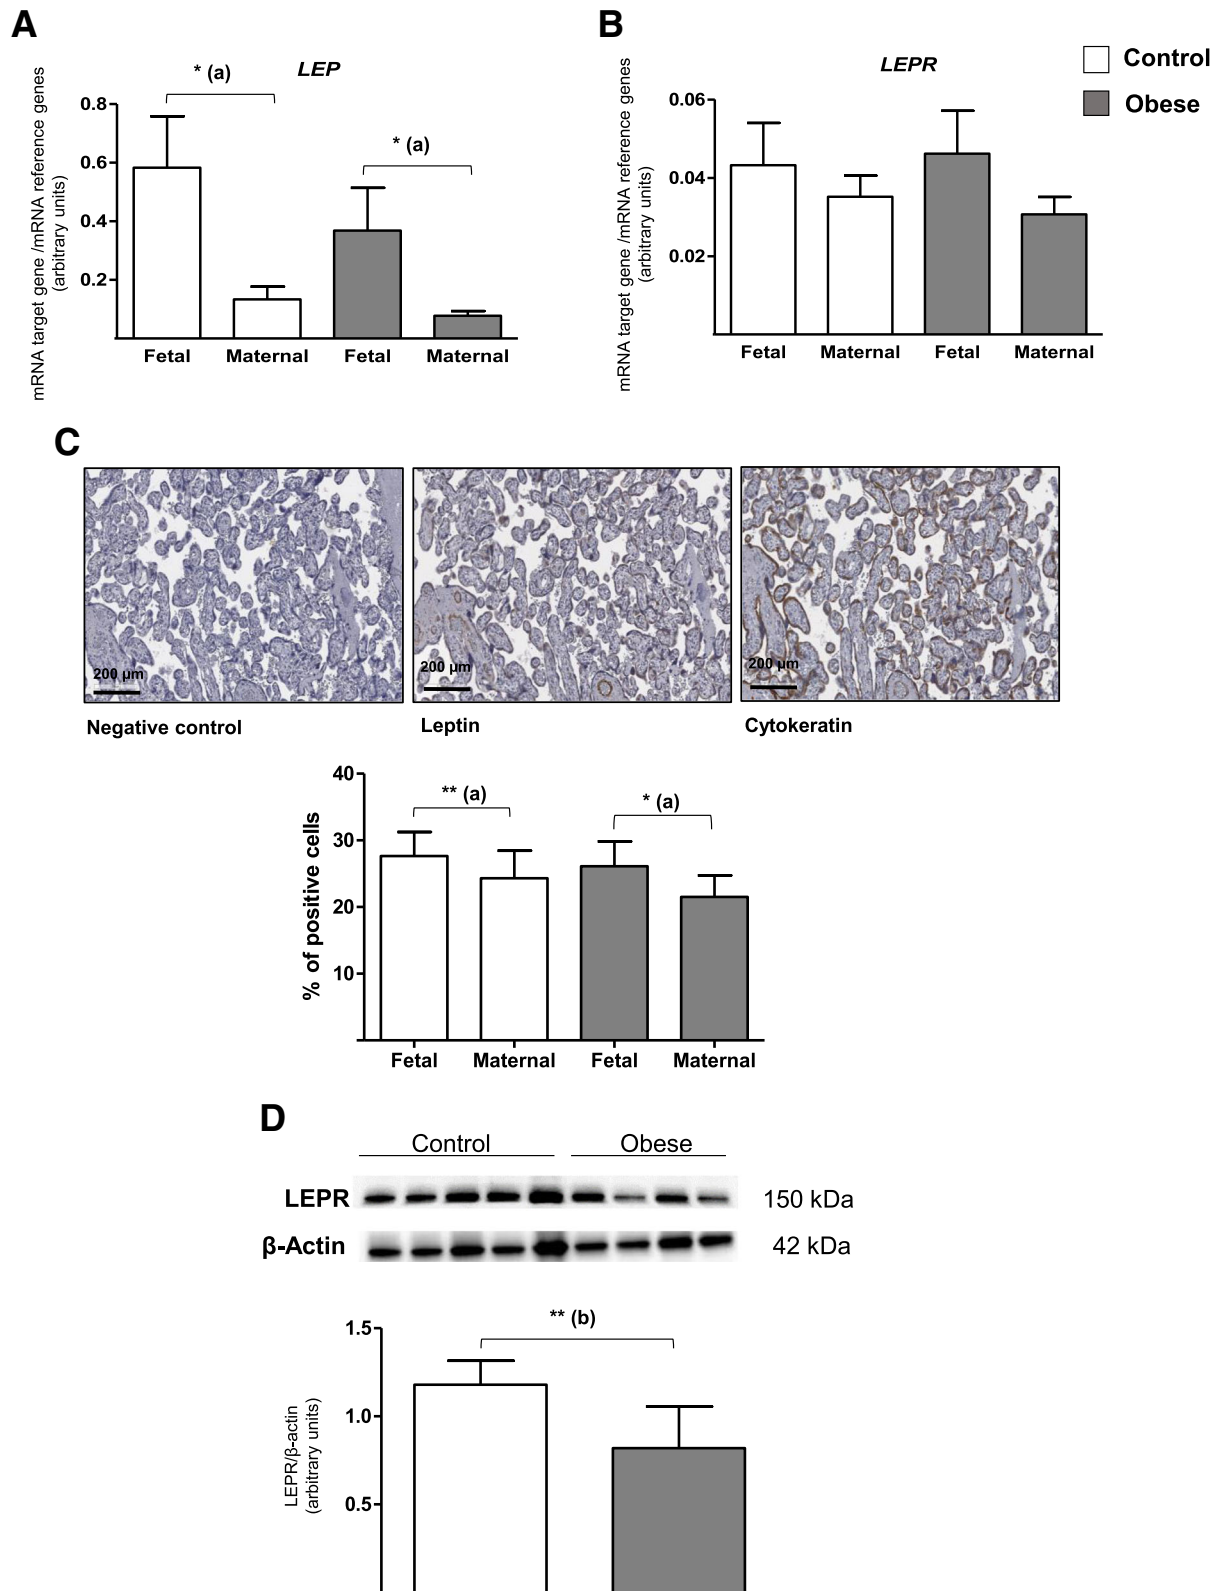 A
B
* (a)
LEP
LEPR
Control
Obese
mRNA target gene /mRNA reference genes
(arbitrary units)
0.8
0.6
0.4
0.2
* (a)
Fetal Maternal Fetal Maternal
mRNA target gene /mRNA reference genes
(arbitrary units)
0.06
0.04
0.02
Fetal Maternal Fetal Maternal
C
200 µm
200 µm
200 µm
Negative control
Leptin
Cytokeratin
% of positive cells
40
30
20
10
** (a)
* (a)
Fetal Maternal Fetal Maternal
D
Control Obese
LEPR 150 kDa
β-Actin 42 kDa
** (b)
LEPR/β-actin
(arbitrary units)
1.5
1.0
0.5